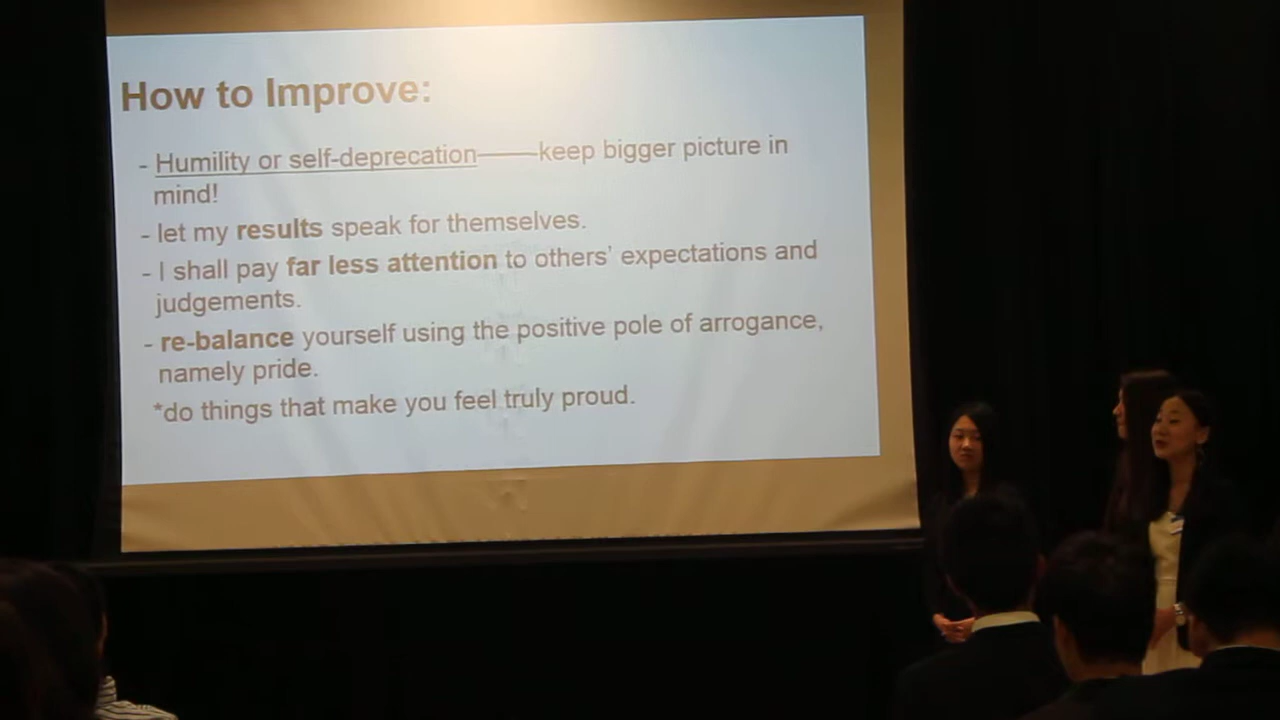 How to Improve:
- Humility or self-deprecation——keep bigger picture in
mind!
- let my results speak for themselves.
- I shall pay far less attention to others’ expectations and
judgements.
- re-balance yourself using the positive pole of arrogance,
namely pride.
*do things that make you feel truly proud.